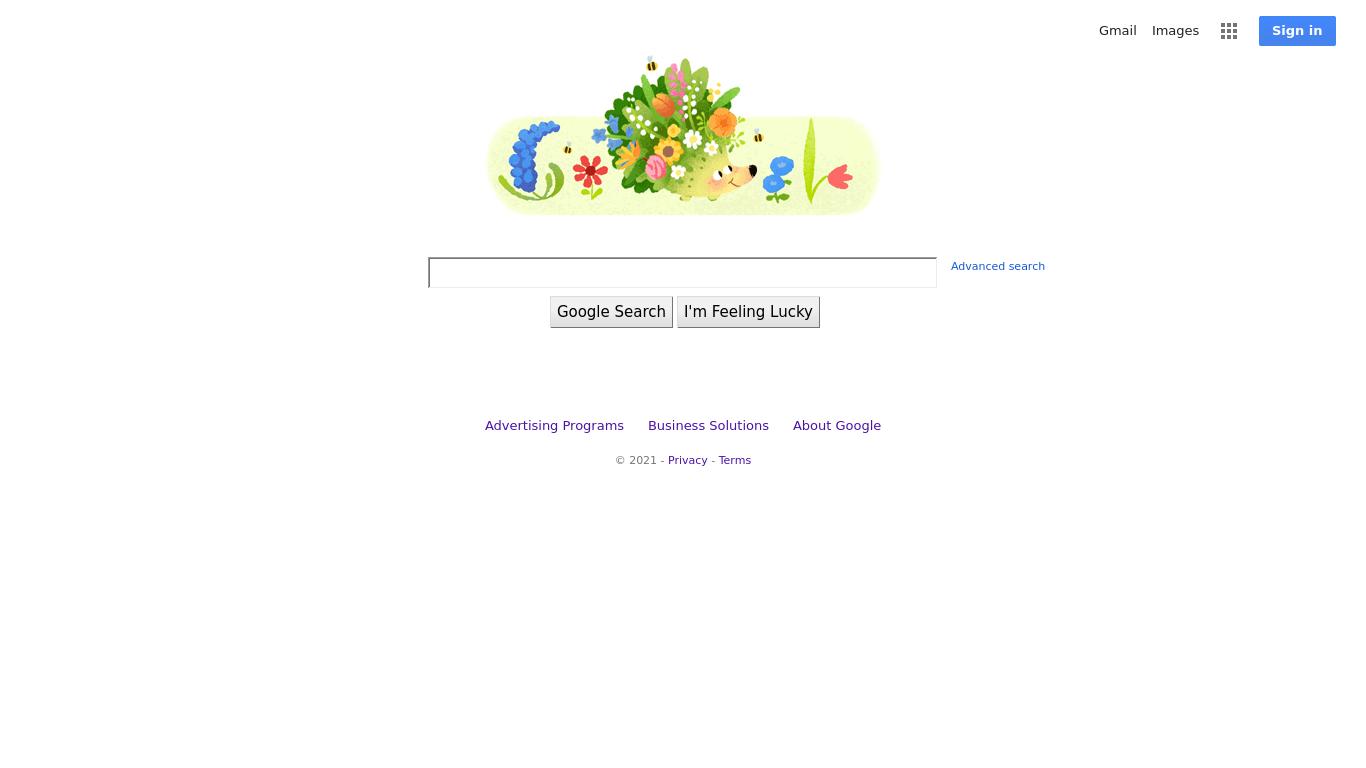 Gmail Images Sign in
Advanced search
Google Search I'm Feeling Lucky
Advertising Programs Business Solutions About Google
© 2021 - Privacy - Terms